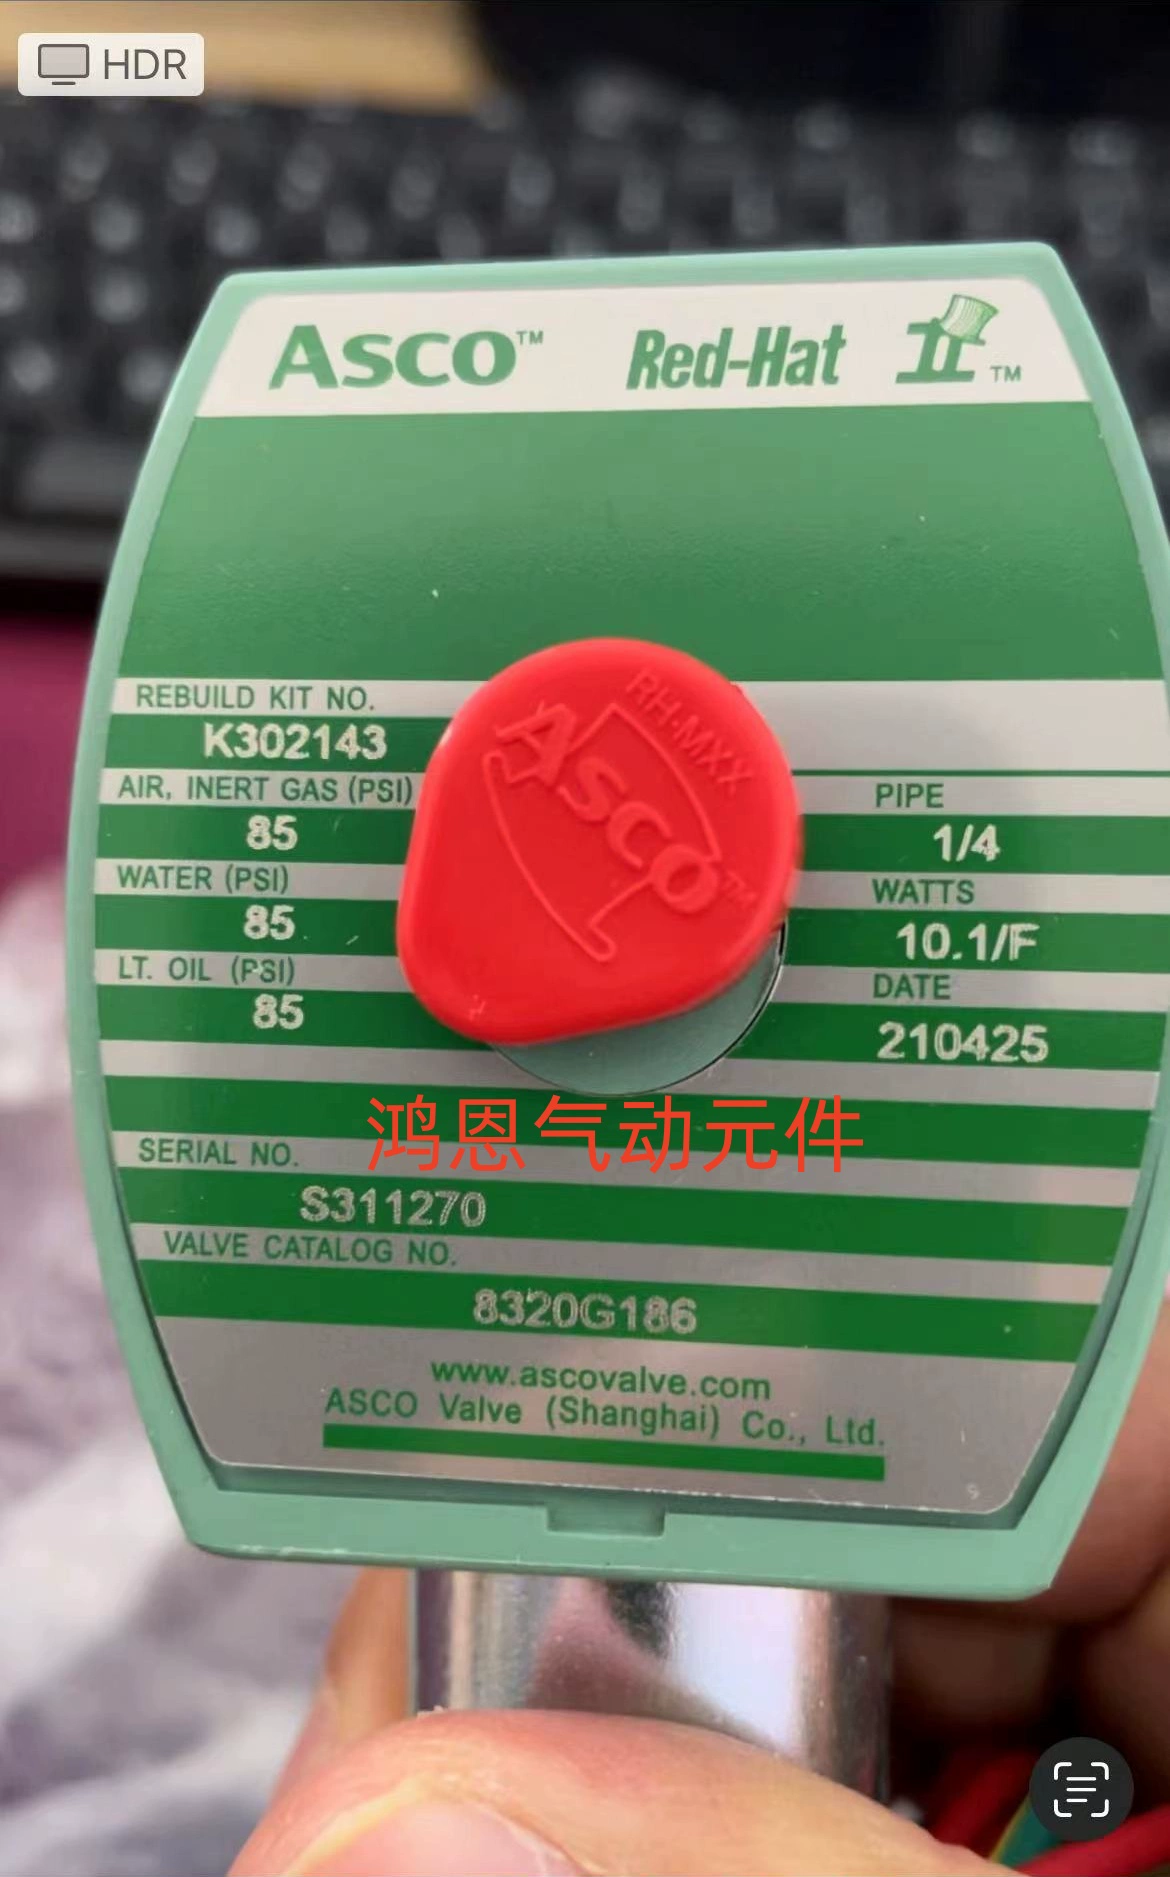 HDR
ASCO™ Red-Hat II™
REBUILD KIT NO.
K302143
AIR, INERT GAS (PSI)
85
WATER (PSI)
85
LT. OIL (PSI)
85
RH-MXX
ASCO™
PIPE
1/4
WATTS
10.1/F
DATE
210425
鸿恩气动元件
SERIAL NO.
S311270
VALVE CATALOG NO.
8320G186
www.ascovalve.com
ASCO Valve (Shanghai) Co., Ltd.